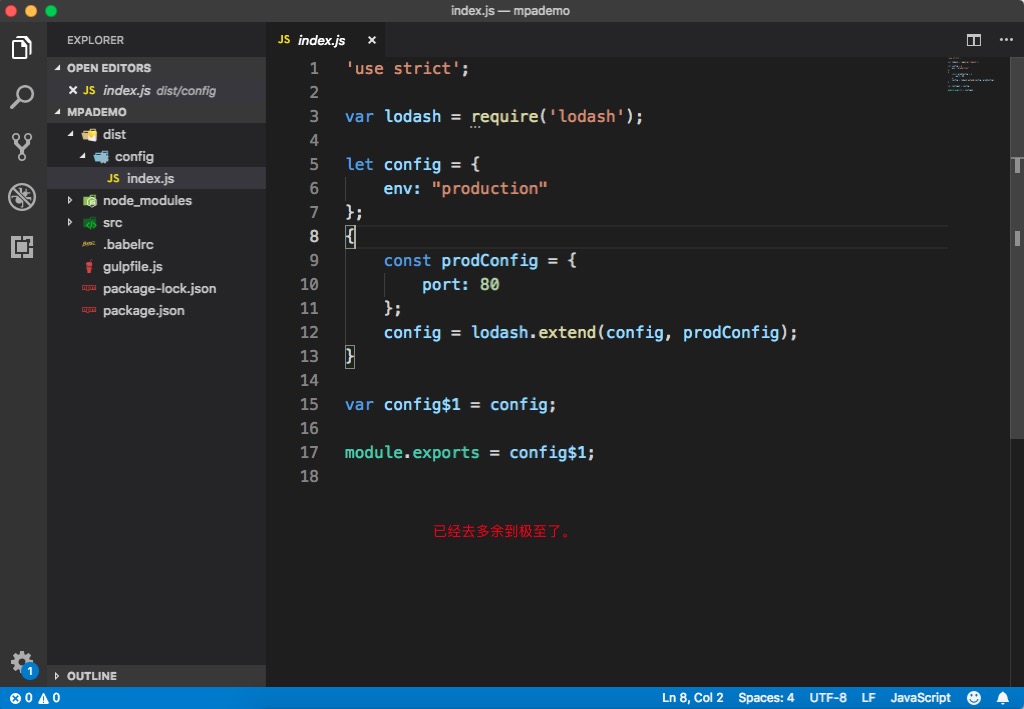 index.js — mpademo
EXPLORER
OPEN EDITORS
JS index.js dist/config
MPADEMO
dist
config
JS index.js
node_modules
src
.babelrc
gulpfile.js
package-lock.json
package.json
OUTLINE
JS index.js
1 'use strict';
2
3 var lodash = require('lodash');
4
5 let config = {
6 env: "production"
7 };
8 {
9 const prodConfig = {
10 port: 80
11 };
12 config = lodash.extend(config, prodConfig);
13 }
14
15 var config$1 = config;
16
17 module.exports = config$1;
18
已经去多余到极至了。
1
0 0
Ln 8, Col 2 Spaces: 4 UTF-8 LF JavaScript